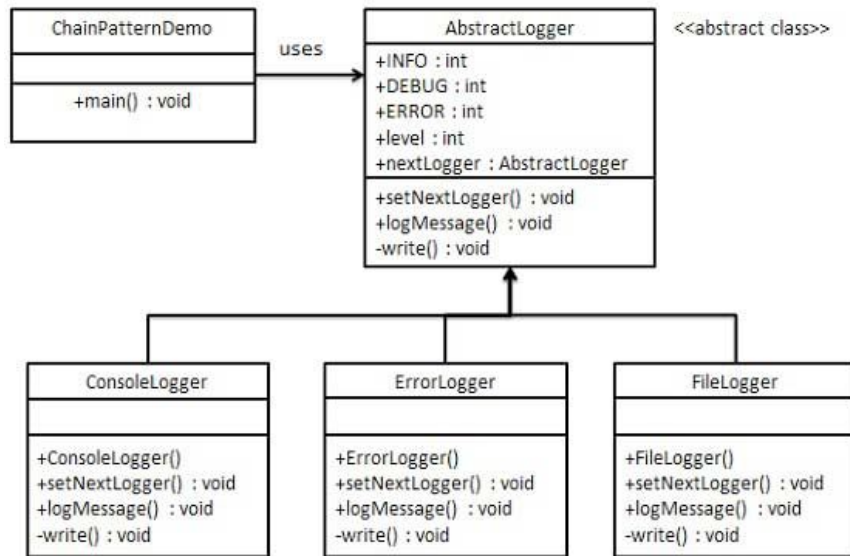 ChainPatternDemo
+main() : void
uses
AbstractLogger
<<abstract class>>
+INFO : int
+DEBUG : int
+ERROR : int
+level : int
+nextLogger : AbstractLogger
+setNextLogger() : void
+logMessage() : void
-write() : void
ConsoleLogger
+ConsoleLogger()
+setNextLogger() : void
+logMessage() : void
-write() : void
ErrorLogger
+ErrorLogger()
+setNextLogger() : void
+logMessage() : void
-write() : void
FileLogger
+FileLogger()
+setNextLogger() : void
+logMessage() : void
-write() : void